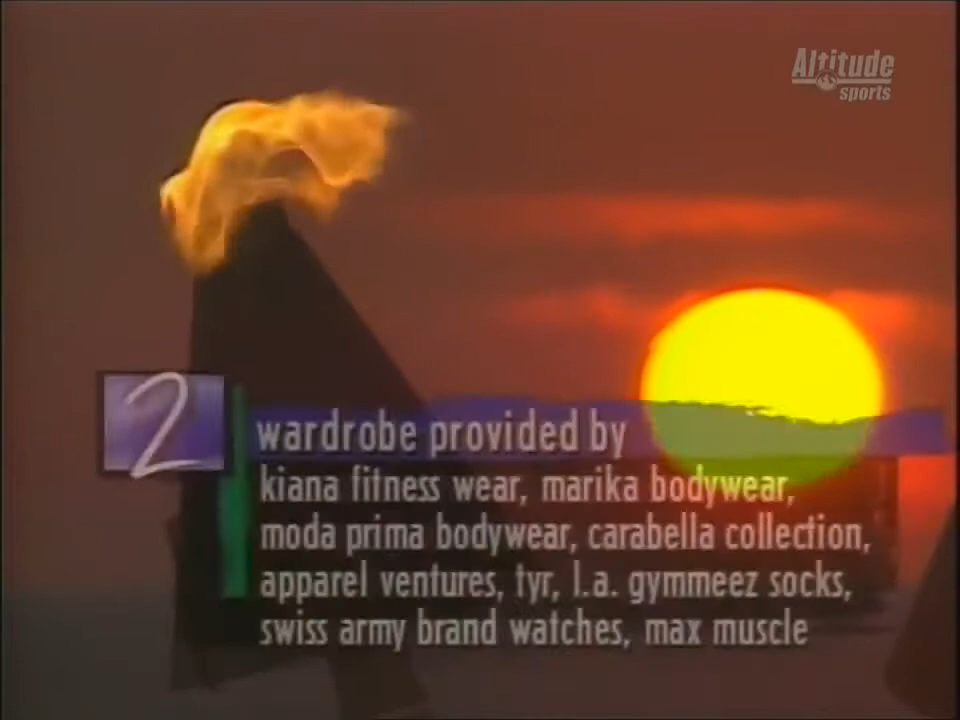 Altitude
sports
2
wardrobe provided by
kiana fitness wear, marika bodywear,
moda prima bodywear, carabella collection,
apparel ventures, tyr, l.a. gymmeez socks,
swiss army brand watches, max muscle